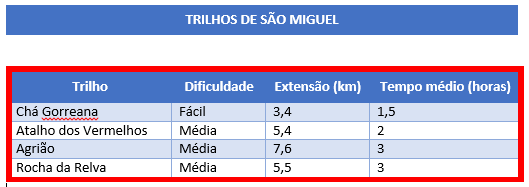 TRILHOS DE SÃO MIGUEL
Trilho Dificuldade Extensão (km) Tempo médio (horas)
Chá Gorreana Fácil 3,4 1,5
Atalho dos Vermelhos Média 5,4 2
Agrião Média 7,6 3
Rocha da Relva Média 5,5 3